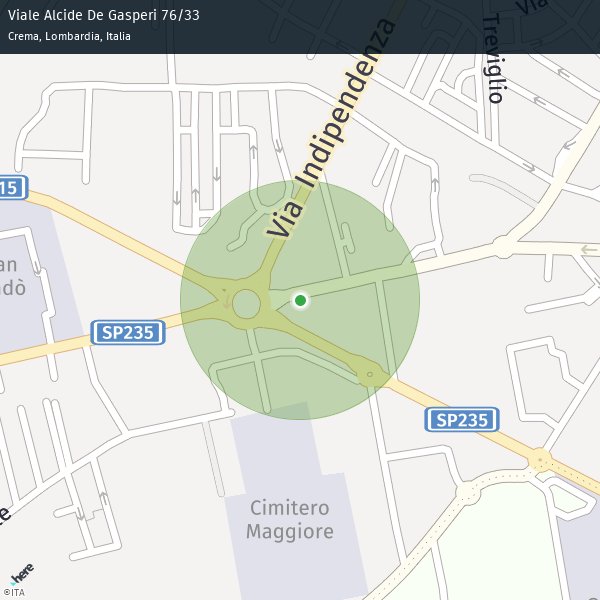 Viale Alcide De Gasperi 76/33
Crema, Lombardia, Italia
Treviglio
Via Indipendenza
Via
15
an
dò
SP235
SP235
Cimitero
Maggiore
here
©ITA